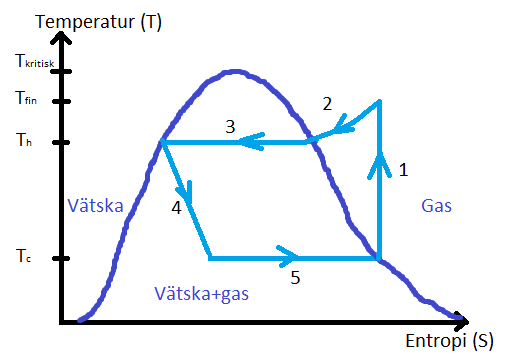 Temperatur (T)
Tkritisk
Tfin
Th
Tc
1
2
3
4
5
Vätska
Gas
Vätska+gas
Entropi (S)